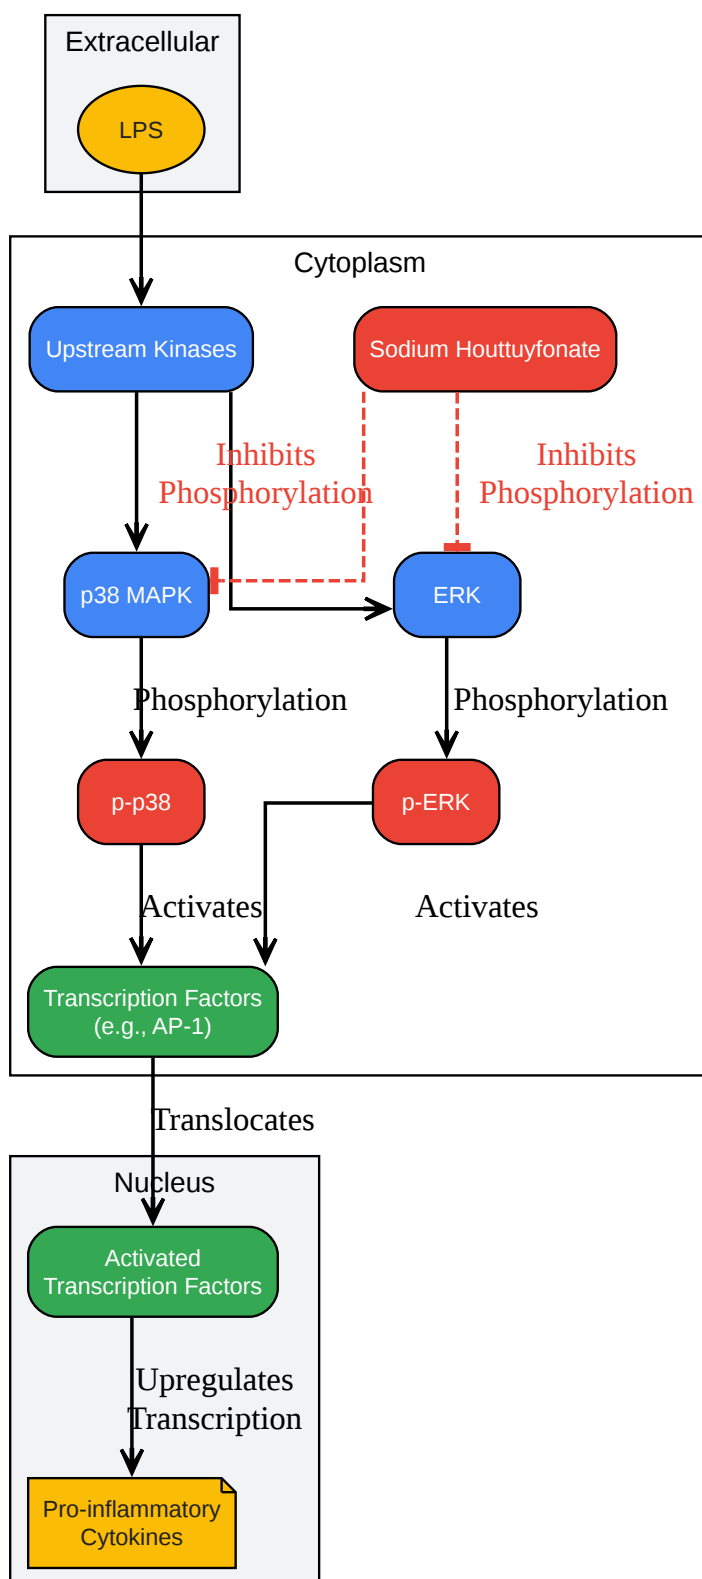 Extracellular
LPS
Cytoplasm
Upstream Kinases
Sodium Houttuyfonate
Inhibits
Phosphorylation
Inhibits
Phosphorylation
p38 MAPK
ERK
Phosphorylation
Phosphorylation
p-p38
p-ERK
Activates
Activates
Transcription Factors
(e.g., AP-1)
Translocates
Nucleus
Activated
Transcription Factors
Upregulates
Transcription
Pro-inflammatory
Cytokines